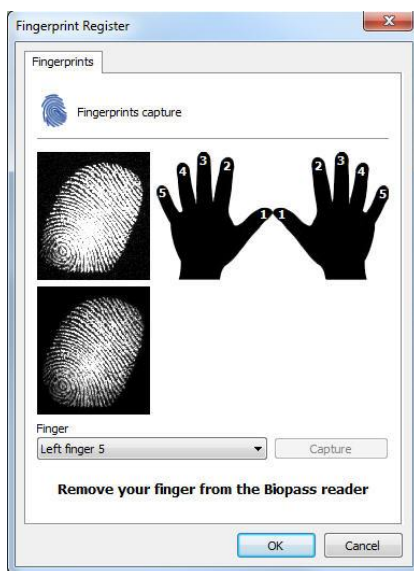 Fingerprint Register
Fingerprints
Fingerprints capture
5 4 3 2 1 1 2 3 4 5
Finger
Left finger 5
Capture
Remove your finger from the Biopass reader
OK Cancel